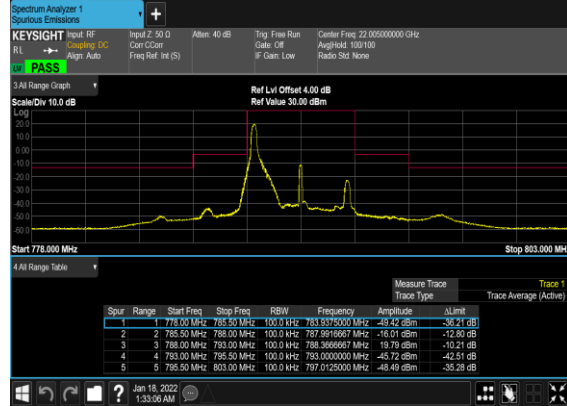 Spectrum Analyzer 1
Spurious Emissions
KEYSIGHT Input: RF Input Z: 50 Ω Atten: 40 dB Trig: Free Run Center Freq: 22.005000000 GHz
RL Coupling: DC Corr CCorr Gate: Off Avg|Hold: 100/100
Align: Auto Freq Ref: Int (S) IF Gain: Low Radio Std: None
LW PASS
3 All Range Graph
Ref Lvl Offset 4.00 dB
Scale/Div 10.0 dB Ref Value 30.00 dBm
Log
20.0
10.0
0.00
-10.0
-20.0
-30.0
-40.0
-50.0
-60.0
Start 778.000 MHz Stop 803.000 MH
4 All Range Table
Measure Trace Trace 1
Trace Type Trace Average (Active)
Spur Range Start Freq Stop Freq RBW Frequency Amplitude ΔLimit
1 1 778.00 MHz 785.50 MHz 100.0 kHz 783.9375000 MHz -49.42 dBm -36.21 dB
2 2 785.50 MHz 788.00 MHz 100.0 kHz 787.9916667 MHz -16.01 dBm -12.80 dB
3 3 788.00 MHz 793.00 MHz 100.0 kHz 788.3666667 MHz 19.79 dBm -10.21 dB
4 4 793.00 MHz 795.50 MHz 100.0 kHz 793.0000000 MHz -45.72 dBm -42.51 dB
5 5 795.50 MHz 803.00 MHz 100.0 kHz 797.0125000 MHz -48.49 dBm -35.28 dB
? Jan 18, 2022
1:33:06 AM